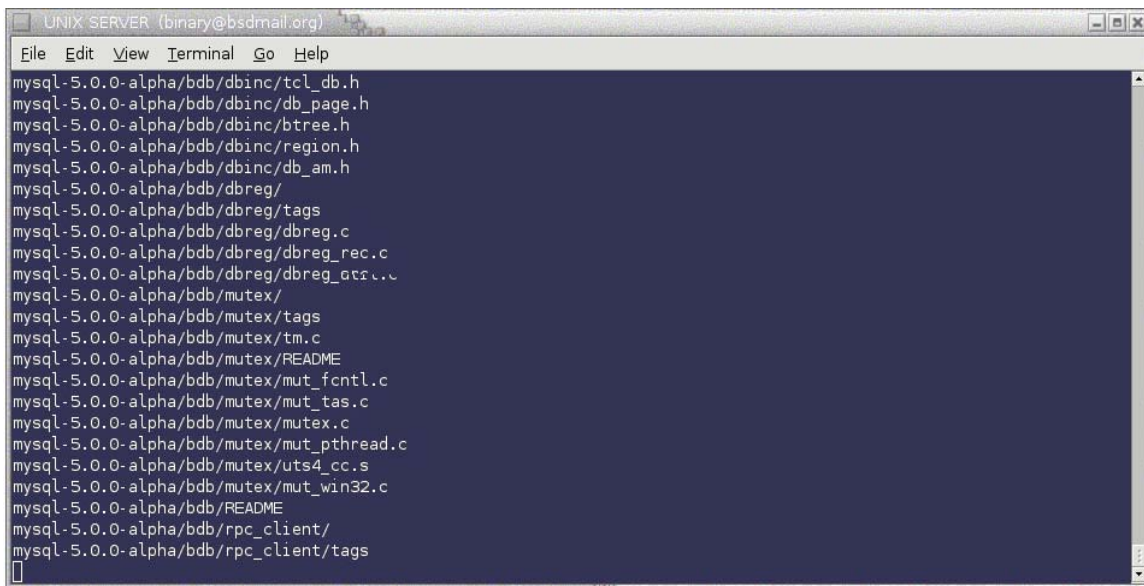 UNIX SERVER (binary@bsdmail.org)
File Edit View Terminal Go Help
mysql-5.0.0-alpha/bdb/dbinc/tcl_db.h
mysql-5.0.0-alpha/bdb/dbinc/db_page.h
mysql-5.0.0-alpha/bdb/dbinc/btree.h
mysql-5.0.0-alpha/bdb/dbinc/region.h
mysql-5.0.0-alpha/bdb/dbinc/db_am.h
mysql-5.0.0-alpha/bdb/dbreg/
mysql-5.0.0-alpha/bdb/dbreg/tags
mysql-5.0.0-alpha/bdb/dbreg/dbreg.c
mysql-5.0.0-alpha/bdb/dbreg/dbreg_rec.c
mysql-5.0.0-alpha/bdb/mutex/
mysql-5.0.0-alpha/bdb/mutex/tags
mysql-5.0.0-alpha/bdb/mutex/tm.c
mysql-5.0.0-alpha/bdb/mutex/README
mysql-5.0.0-alpha/bdb/mutex/mut_fcntl.c
mysql-5.0.0-alpha/bdb/mutex/mut_tas.c
mysql-5.0.0-alpha/bdb/mutex/mutex.c
mysql-5.0.0-alpha/bdb/mutex/mut_pthread.c
mysql-5.0.0-alpha/bdb/mutex/uts4_cc.s
mysql-5.0.0-alpha/bdb/mutex/mut_win32.c
mysql-5.0.0-alpha/bdb/README
mysql-5.0.0-alpha/bdb/rpc_client/
mysql-5.0.0-alpha/bdb/rpc_client/tags